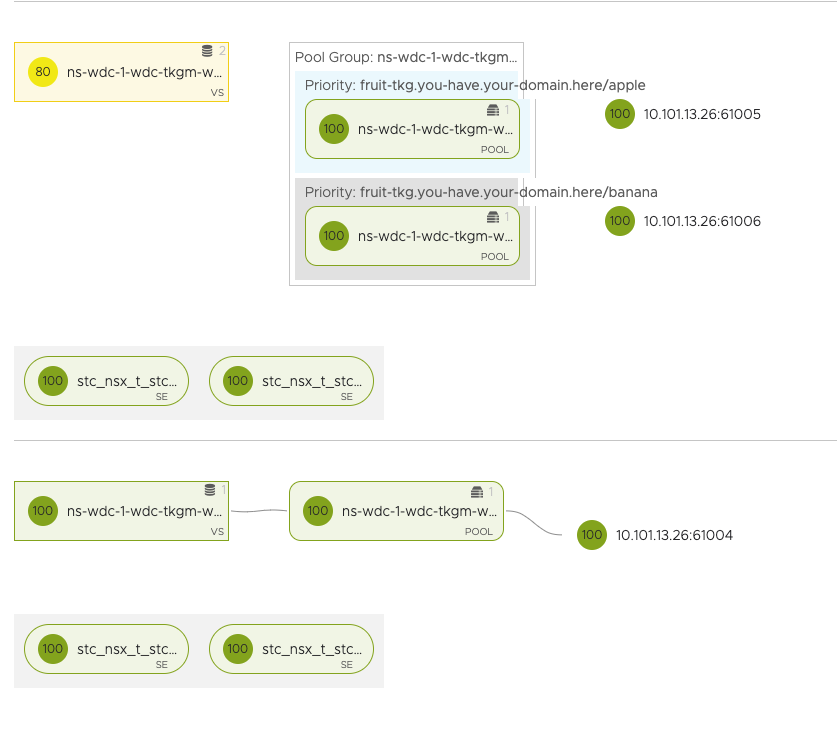 2
80
ns-wdc-1-wdc-tkgm-w...
VS
Pool Group: ns-wdc-1-wdc-tkgm...
Priority: fruit-tkg.you-have.your-domain.here/apple
1
100
ns-wdc-1-wdc-tkgm-w...
POOL
100
10.101.13.26:61005
Priority: fruit-tkg.you-have.your-domain.here/banana
1
100
ns-wdc-1-wdc-tkgm-w...
POOL
100
10.101.13.26:61006
100
stc_nsx_t_stc...
SE
100
stc_nsx_t_stc...
SE
1
100
ns-wdc-1-wdc-tkgm-w...
VS
1
100
ns-wdc-1-wdc-tkgm-w...
POOL
100
10.101.13.26:61004
100
stc_nsx_t_stc...
SE
100
stc_nsx_t_stc...
SE